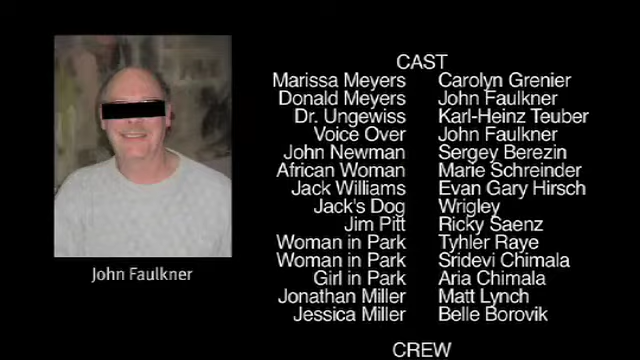 CAST
Marissa Meyers Carolyn Grenier
Donald Meyers John Faulkner
Dr. Ungewiss Karl-Heinz Teuber
Voice Over John Faulkner
John Newman Sergey Berezin
African Woman Marie Schreinder
Jack Williams Evan Gary Hirsch
Jack's Dog Wrigley
Jim Pitt Ricky Saenz
Woman in Park Tyhler Raye
Woman in Park Sridevi Chimala
Girl in Park Aria Chimala
Jonathan Miller Matt Lynch
Jessica Miller Belle Borovik
CREW
John Faulkner